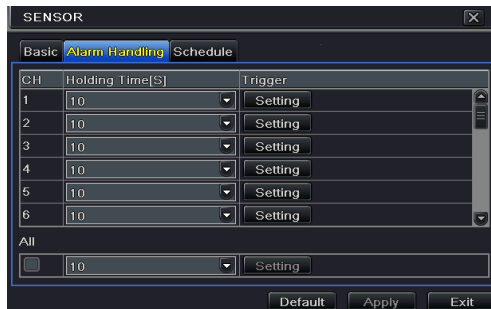 SENSOR
Basic Alarm Handling Schedule
CH Holding Time[S] Trigger
1 10 Setting
2 10 Setting
3 10 Setting
4 10 Setting
5 10 Setting
6 10 Setting
All
10 Setting
Default Apply Exit